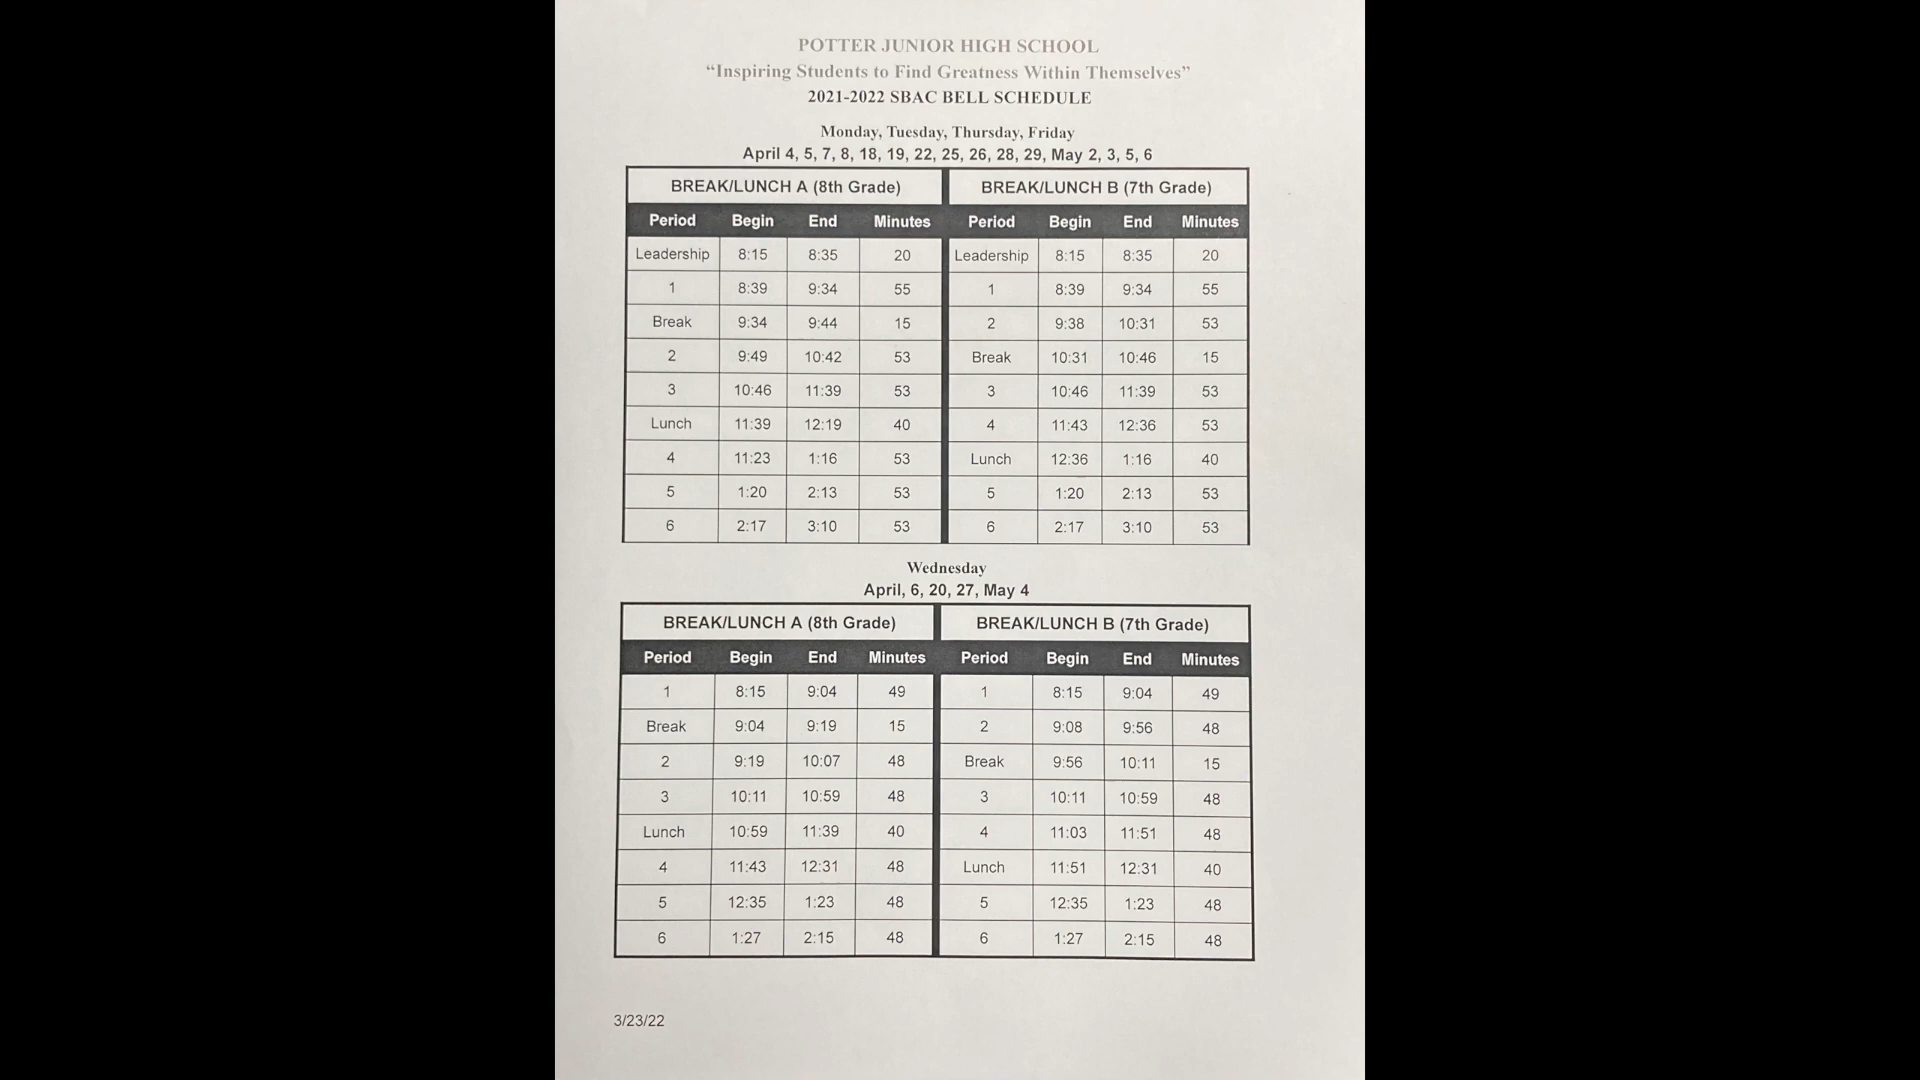 POTTER JUNIOR HIGH SCHOOL
“Inspiring Students to Find Greatness Within Themselves”
2021-2022 SBAC BELL SCHEDULE
Monday, Tuesday, Thursday, Friday
April 4, 5, 7, 8, 18, 19, 22, 25, 26, 28, 29, May 2, 3, 5, 6
BREAK/LUNCH A (8th Grade) BREAK/LUNCH B (7th Grade)
Period Begin End Minutes Period Begin End Minutes
Leadership 8:15 8:35 20 Leadership 8:15 8:35 20
1 8:39 9:34 55 1 8:39 9:34 55
Break 9:34 9:44 15 2 9:38 10:31 53
2 9:49 10:42 53 Break 10:31 10:46 15
3 10:46 11:39 53 3 10:46 11:39 53
Lunch 11:39 12:19 40 4 11:43 12:36 53
4 11:23 1:16 53 Lunch 12:36 1:16 40
5 1:20 2:13 53 5 1:20 2:13 53
6 2:17 3:10 53 6 2:17 3:10 53
Wednesday
April, 6, 20, 27, May 4
BREAK/LUNCH A (8th Grade) BREAK/LUNCH B (7th Grade)
Period Begin End Minutes Period Begin End Minutes
1 8:15 9:04 49 1 8:15 9:04 49
Break 9:04 9:19 15 2 9:08 9:56 48
2 9:19 10:07 48 Break 9:56 10:11 15
3 10:11 10:59 48 3 10:11 10:59 48
Lunch 10:59 11:39 40 4 11:03 11:51 48
4 11:43 12:31 48 Lunch 11:51 12:31 40
5 12:35 1:23 48 5 12:35 1:23 48
6 1:27 2:15 48 6 1:27 2:15 48
3/23/22